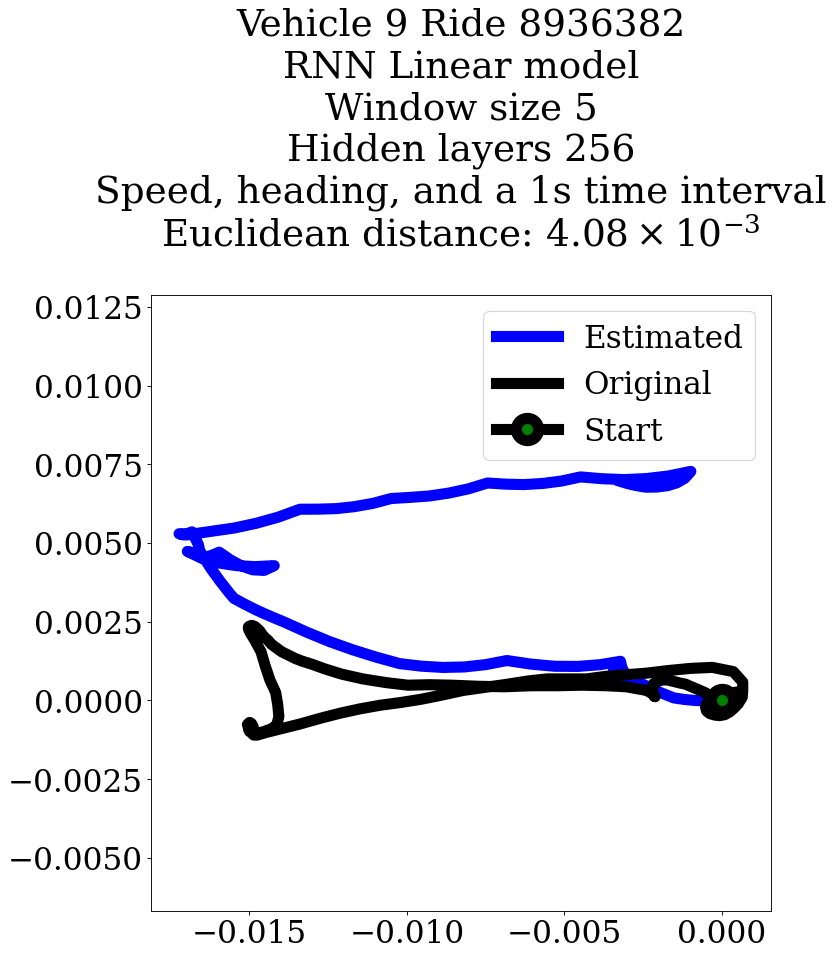 Vehicle 9 Ride 8936382
RNN Linear model
Window size 5
Hidden layers 256
Speed, heading, and a 1s time interval
Euclidean distance: 4.08 × 10⁻³
0.0125
0.0100
0.0075
0.0050
0.0025
0.0000
−0.0025
−0.0050
Estimated
Original
Start
−0.015 −0.010 −0.005 0.000